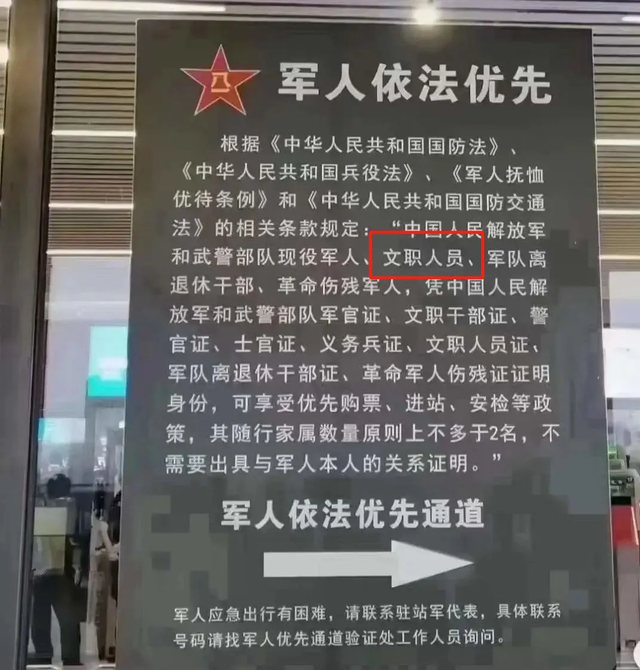 军人依法优先
根据《中华人民共和国国防法》、
《中华人民共和国兵役法》、《军人抚恤
优待条例》和《中华人民共和国国防交通
法》的相关条款规定：“中国人民解放军
和武警部队现役军人、文职人员、军队离
退休干部、革命伤残军人，凭中国人民解
放军和武警部队军官证、文职干部证、警
官证、士官证、义务兵证、文职人员证、
军队离退休干部证、革命军人伤残证证明
身份，可享受优先购票、进站、安检等政
策，其随行家属数量原则上不多于2名，不
需要出具与军人本人的关系证明。”
军人依法优先通道
军人应急出行有困难，请联系驻站军代表，具体联系
号码请找军人优先通道验证处工作人员询问。